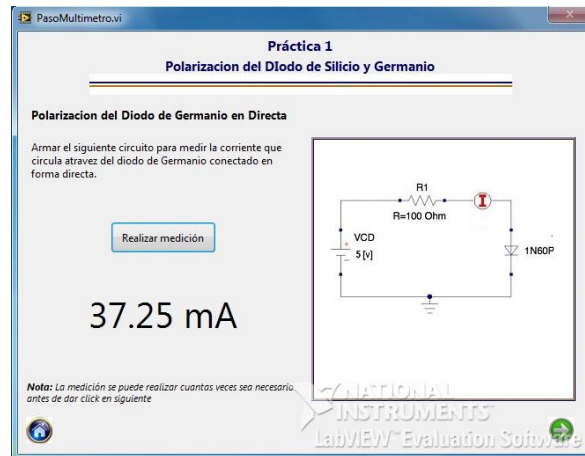 PasoMultimetro.vi
Práctica 1
Polarizacion del DIodo de Silicio y Germanio
Polarizacion del Diodo de Germanio en Directa
Armar el siguiente circuito para medir la corriente que
circula atravez del diodo de Germanio conectado en
forma directa.
Realizar medición
37.25 mA
Nota: La medición se puede realizar cuantas veces sea necesario
antes de dar click en siguiente
R1
I
R=100 Ohm
VCD
+
5 [v]
-
1N60P
NATIONAL
INSTRUMENTS
LabVIEW Evaluation Software